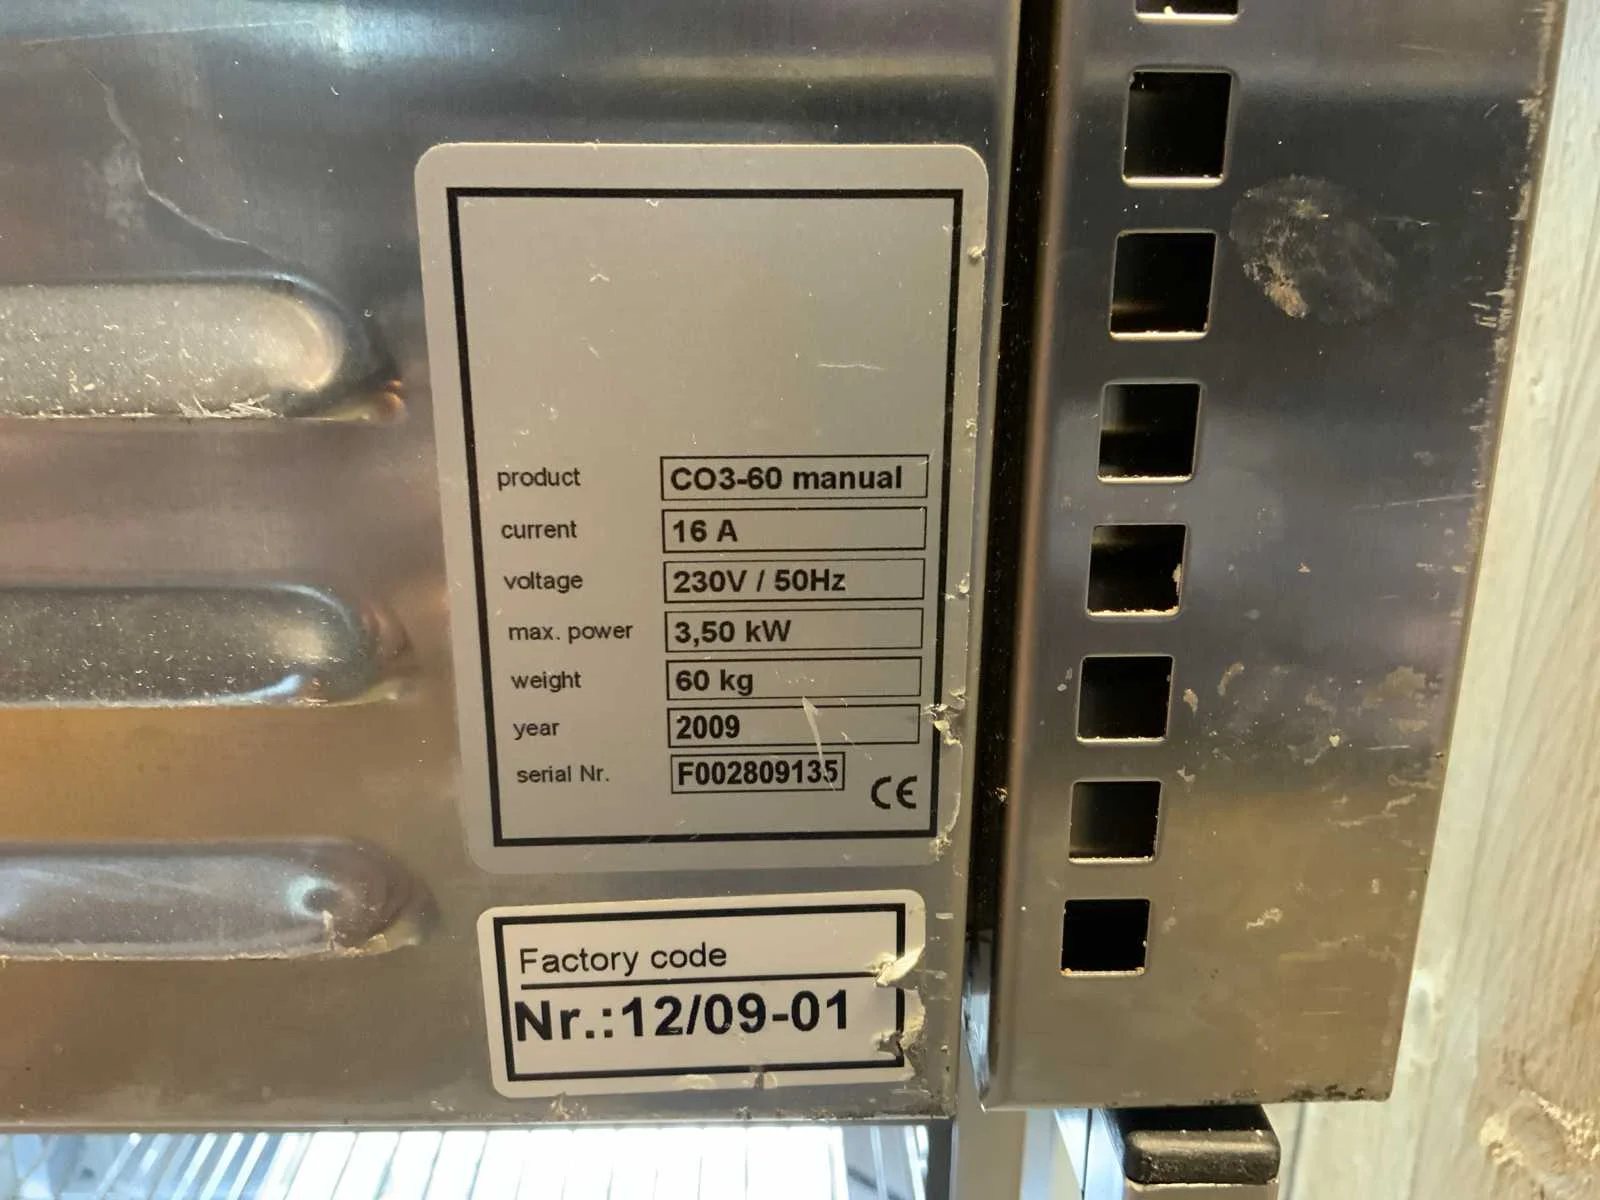 product CO3-60 manual
current 16 A
voltage 230V / 50Hz
max. power 3,50 kW
weight 60 kg
year 2009
serial Nr. F002809135
CE
Factory code
Nr.:12/09-01